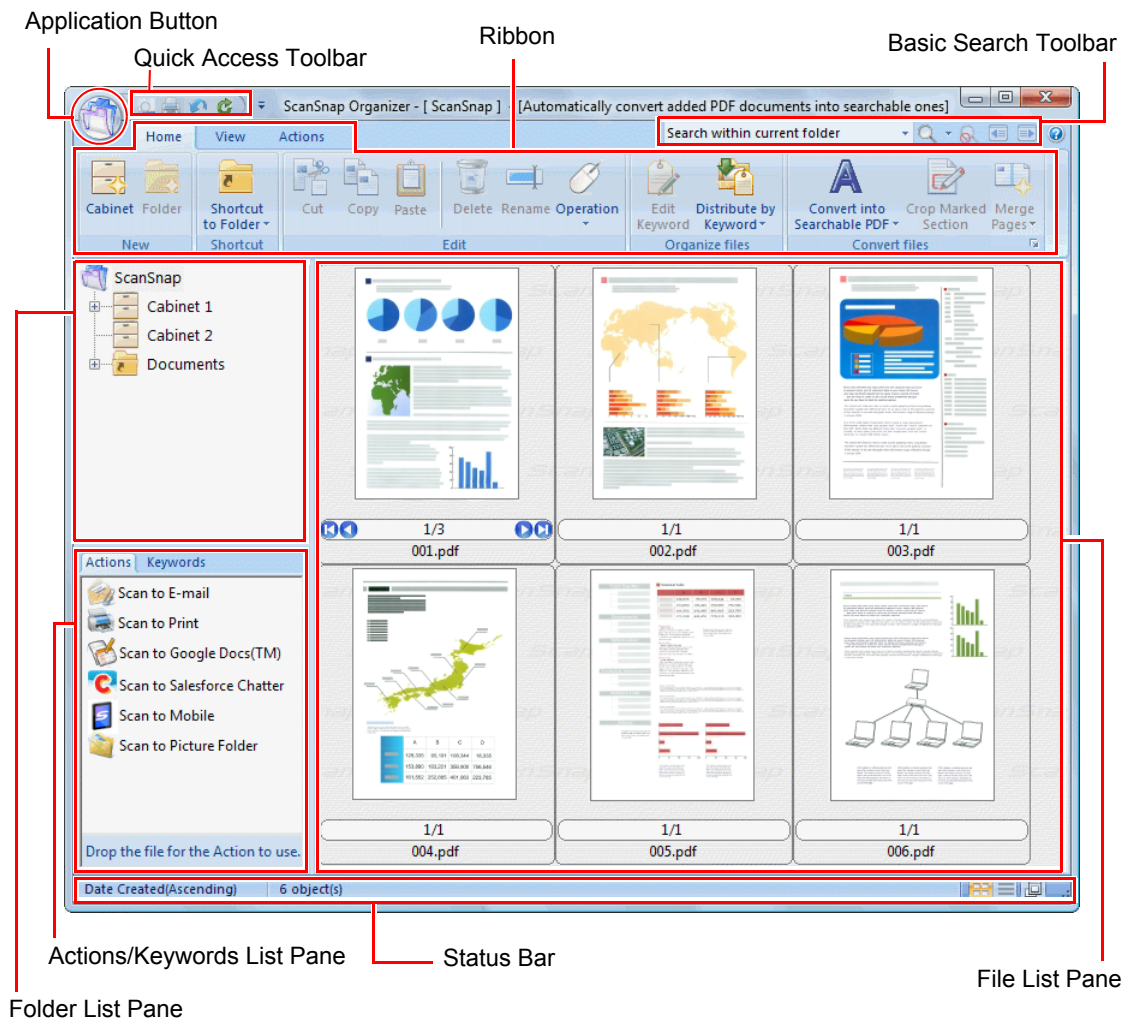 Application Button
Quick Access Toolbar
Ribbon
Basic Search Toolbar
ScanSnap Organizer - [ ScanSnap ] - [Automatically convert added PDF documents into searchable ones]
Home View Actions
Search within current folder
Cabinet Folder
New
Shortcut
to Folder
Shortcut
Cut Copy Paste Delete Rename Operation
Edit
Edit
Keyword
Distribute by
Keyword
Organize files
Convert into
Searchable PDF
Crop Marked
Section
Merge
Pages
Convert files
ScanSnap
Cabinet 1
Cabinet 2
Documents
1/3
001.pdf
1/1
002.pdf
1/1
003.pdf
Actions Keywords
Scan to E-mail
Scan to Print
Scan to Google Docs(TM)
Scan to Salesforce Chatter
Scan to Mobile
Scan to Picture Folder
Drop the file for the Action to use.
A B C D
1/1
004.pdf
1/1
005.pdf
1/1
006.pdf
Date Created(Ascending) 6 object(s)
Actions/Keywords List Pane
Status Bar
File List Pane
Folder List Pane